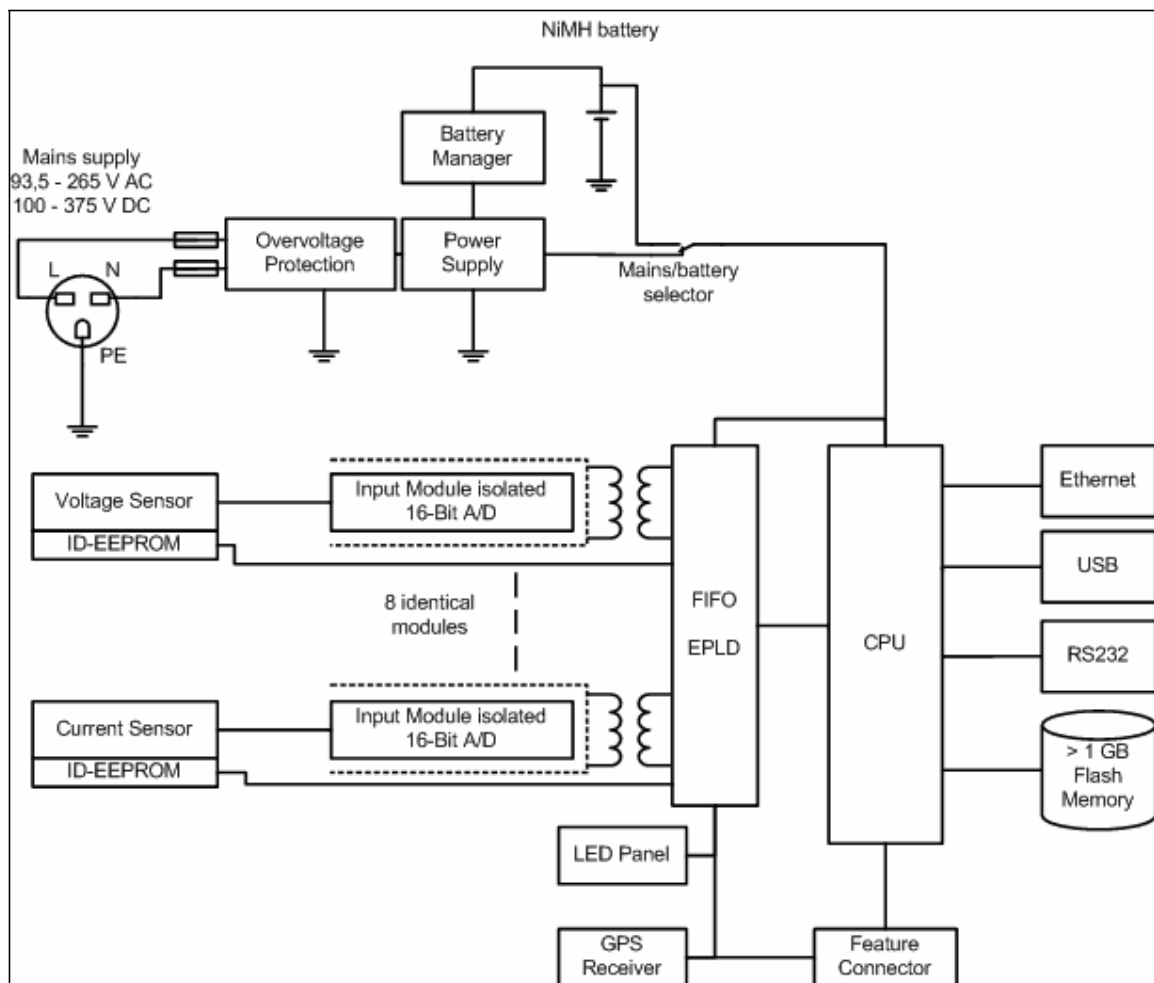 NiMH battery
Battery
Manager
Mains supply
93,5 - 265 V AC
100 - 375 V DC
Overvoltage
Protection
Power
Supply
L
N
PE
Mains/battery
selector
Voltage Sensor
ID-EEPROM
Input Module isolated
16-Bit A/D
8 identical
modules
Current Sensor
ID-EEPROM
Input Module isolated
16-Bit A/D
FIFO
EPLD
CPU
Ethernet
USB
RS232
> 1 GB
Flash
Memory
LED Panel
GPS
Receiver
Feature
Connector